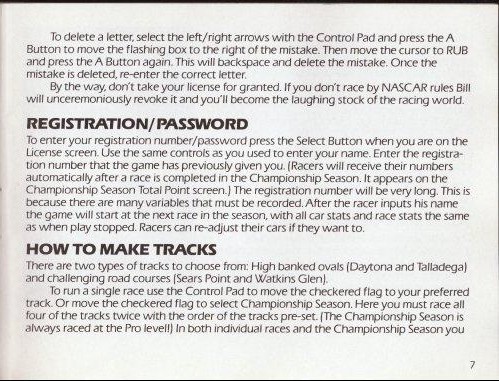 To delete a letter, select the left/right arrows with the Control Pad and press the A
Button to move the flashing box to the right of the mistake. Then move the cursor to RUB
and press the A Button again. This will backspace and delete the mistake. Once the
mistake is deleted, re-enter the correct letter.
By the way, don't take your license for granted. If you don't race by NASCAR rules Bill
will unceremoniously revoke it and you'll become the laughing stock of the racing world.
REGISTRATION/PASSWORD
To enter your registration number/password press the Select Button when you are on the
License screen. Use the same controls as you used to enter your name. Enter the registra-
tion number that the game has previously given you. (Racers will receive their numbers
automatically after a race is completed in the Championship Season. It appears on the
Championship Season Total Point screen.) The registration number will be very long. This is
because there are many variables that must be recorded. After the racer inputs his name
the game will start at the next race in the season, with all car stats and race stats the same
as when play stopped. Racers can re-adjust their cars if they want to.
HOW TO MAKE TRACKS
There are two types of tracks to choose from: High banked ovals (Daytona and Talladega)
and challenging road courses (Sears Point and Watkins Glen).
To run a single race use the Control Pad to move the checkered flag to your preferred
track. Or move the checkered flag to select Championship Season. Here you must race all
four of the tracks twice with the order of the tracks pre-set. (The Championship Season is
always raced at the Pro level!) In both individual races and the Championship Season you
7